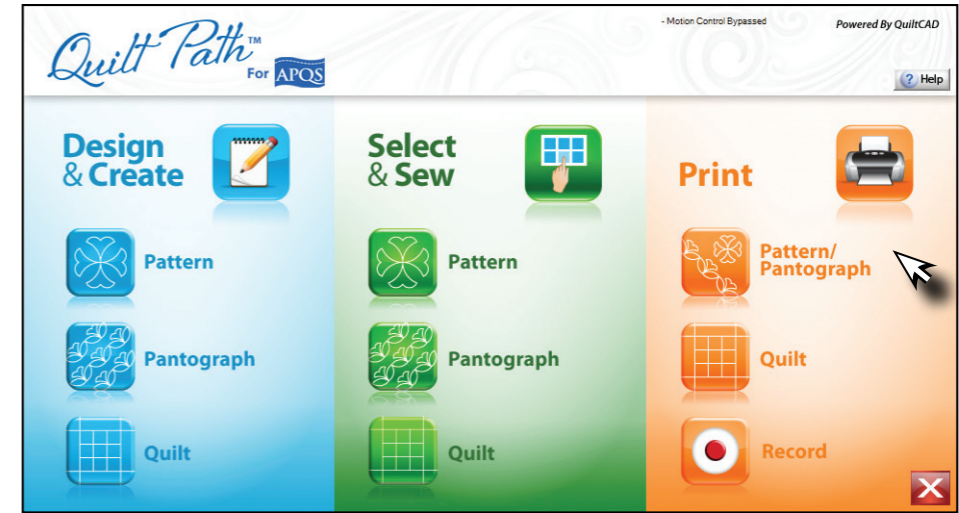 Quilt Path™
For APQS
- Motion Control Bypassed
Powered By QuiltCAD
? Help
Design
& Create
Pattern
Pantograph
Quilt
Select
& Sew
Pattern
Pantograph
Quilt
Print
Pattern/
Pantograph
Quilt
Record